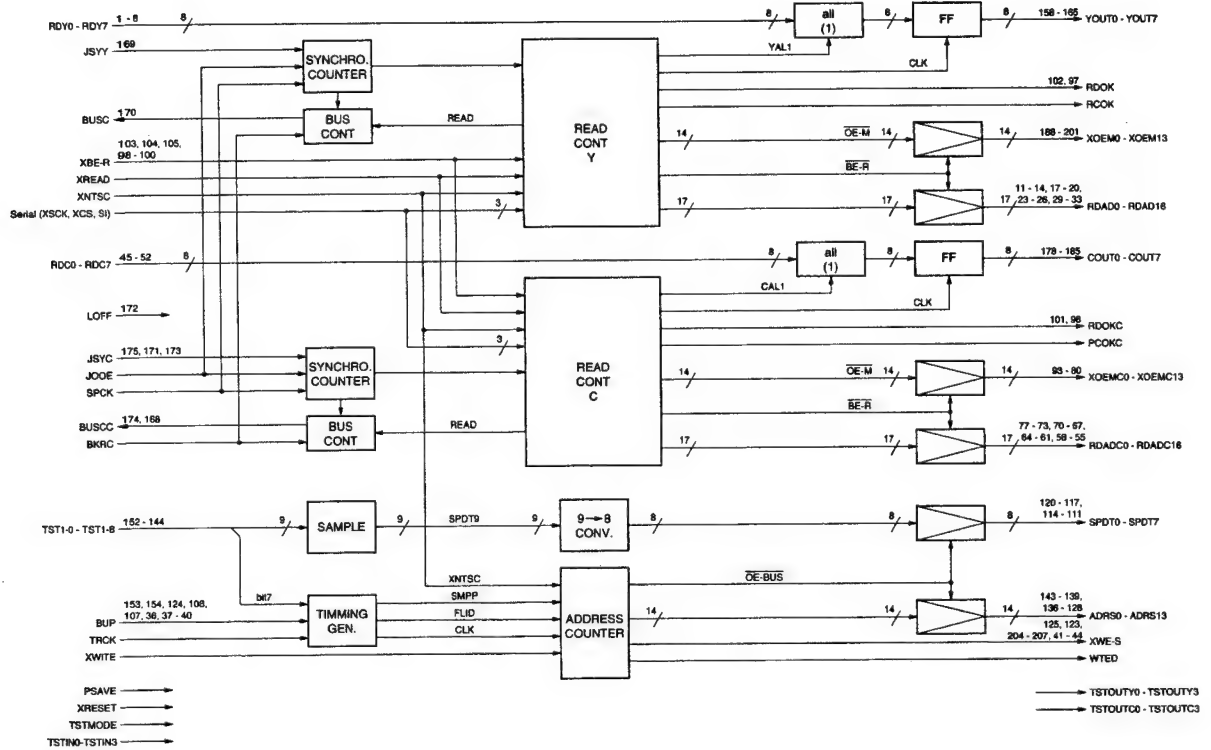 RDY0 - RDY7 1 - 8 8 8 all (1) 8 FF 8 158 - 165 YOUT0 - YOUT7
JSYY 169
SYNCHRO. COUNTER
YAL1
CLK
102, 97 RDOK
RCOK
BUSC 170
BUS CONT
READ
READ CONT Y
14 OE-M 14 14 188 - 201 XOEM0 - XOEM13
103, 104, 105,
98 - 100
XBE-R
BE-R
XREAD
XNTSC
Serial (XSCK, XCS, SI) 3
17 17 17
11 - 14, 17 - 20,
23 - 26, 29 - 33
RDAD0 - RDAD16
RDC0 - RDC7 45 - 52 8 8 all (1) 8 FF 8 178 - 185 COUT0 - COUT7
CAL1
CLK
LOFF 172
101, 96 RDOKC
PCOKC
3
READ CONT C
JSYC 175, 171, 173
JOOE
SPCK
SYNCHRO. COUNTER
14 OE-M 14 14 93 - 80 XOEMC0 - XOEMC13
BE-R
BUSCC 174, 168
BKRC
BUS CONT
READ
17 17 17
77 - 73, 70 - 67,
64 - 61, 58 - 55
RDADC0 - RDADC16
TST1-0 - TST1-8 152 - 144 9 SAMPLE 9 SPDT9 9 9→8 CONV. 8 8 8
120 - 117,
114 - 111
SPDT0 - SPDT7
XNTSC
OE-BUS
bit7
153, 154, 124, 108,
107, 36, 37 - 40
BUP
TRCK
TIMMING GEN.
SMPP
FLID
CLK
ADDRESS COUNTER
14 14 14
143 - 139,
136 - 128
ADRS0 - ADRS13
125, 123,
204 - 207, 41 - 44
XWE-S
XWITE
WTED
PSAVE
XRESET
TSTMODE
TSTIN0-TSTIN3
TSTOUTY0 - TSTOUTY3
TSTOUTC0 - TSTOUTC3